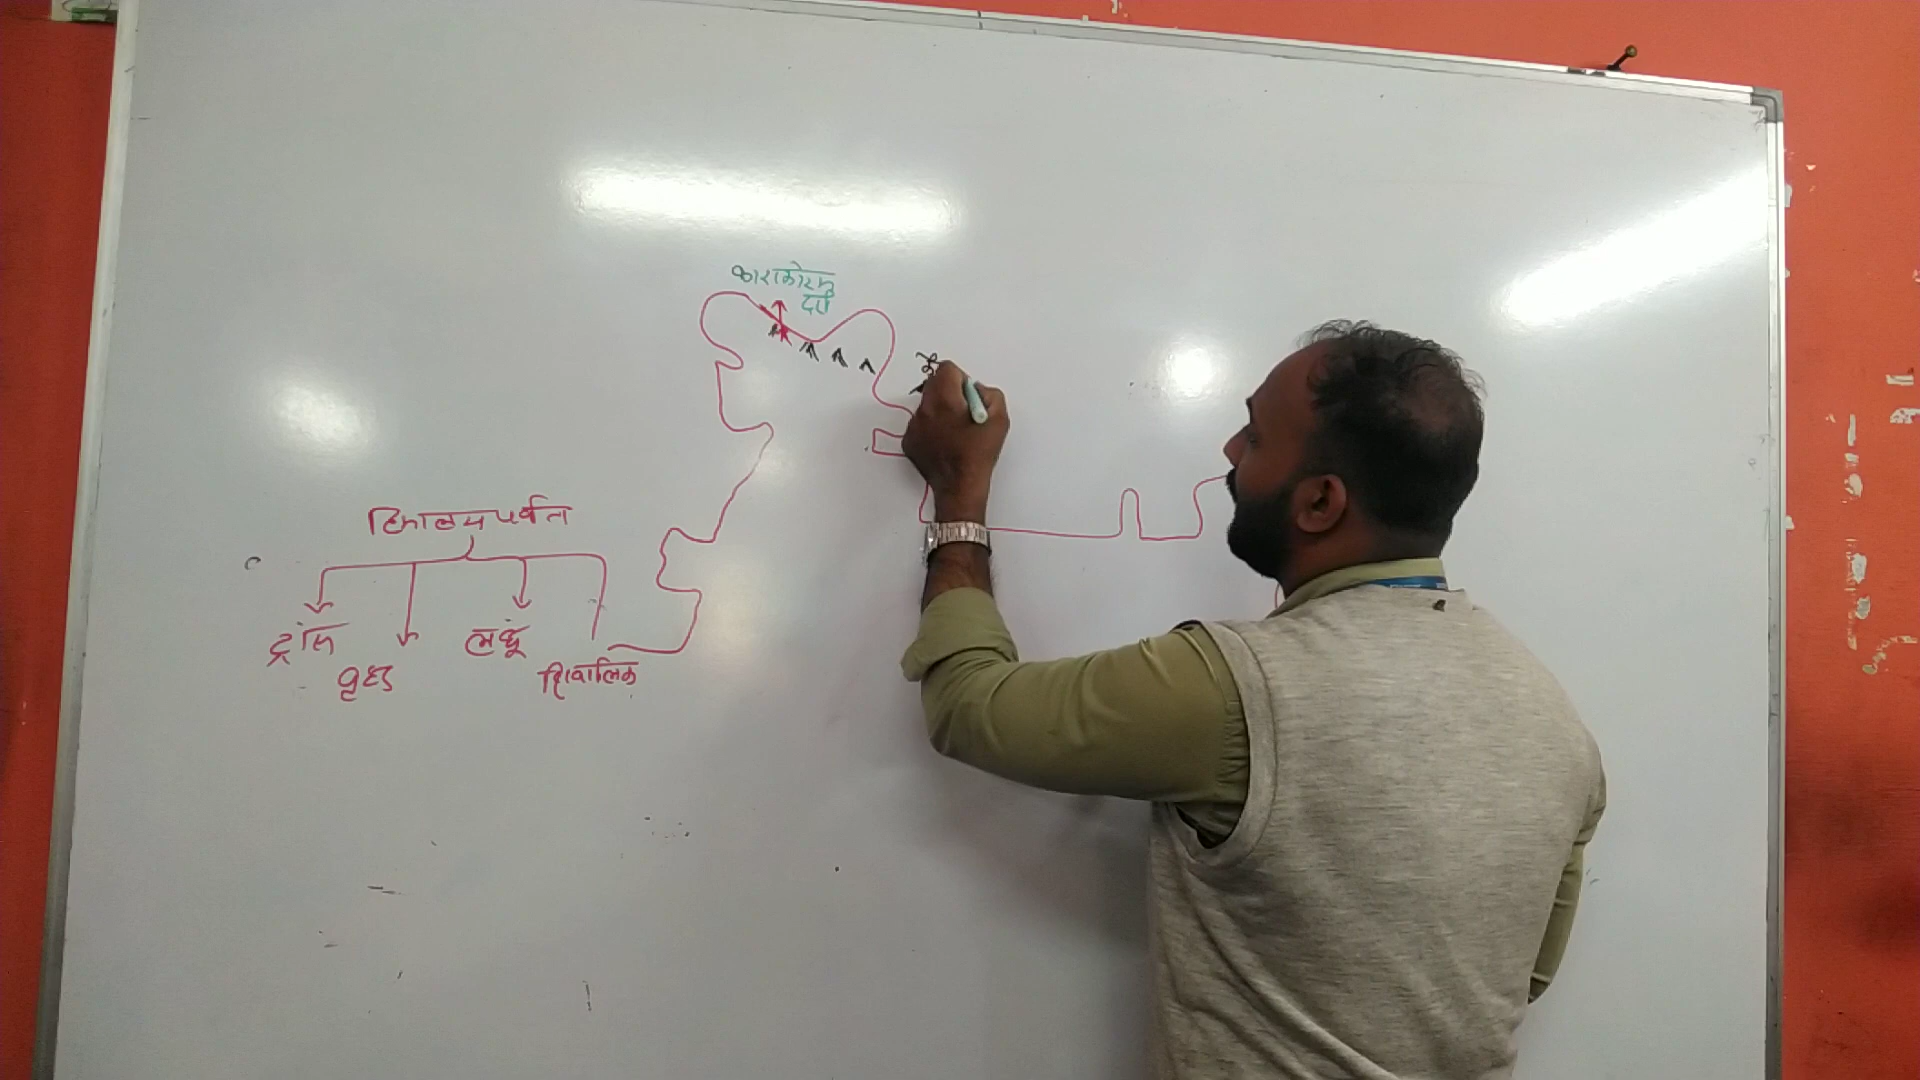 काराकोरम
दर्रा
हिमालय पर्वत
ट्रांस
वृहद
लघु
शिवालिक